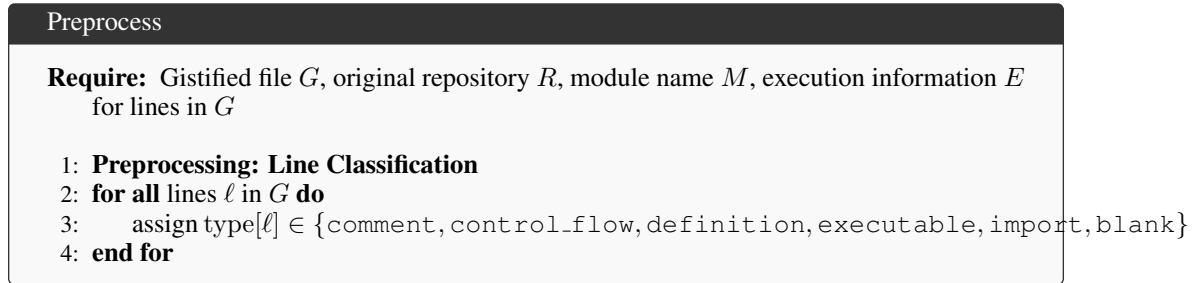 Preprocess
Require: Gistified file G, original repository R, module name M, execution information E
for lines in G
1: Preprocessing: Line Classification
2: for all lines ℓ in G do
3: assign type[ℓ] ∈ {comment, control_flow, definition, executable, import, blank}
4: end for